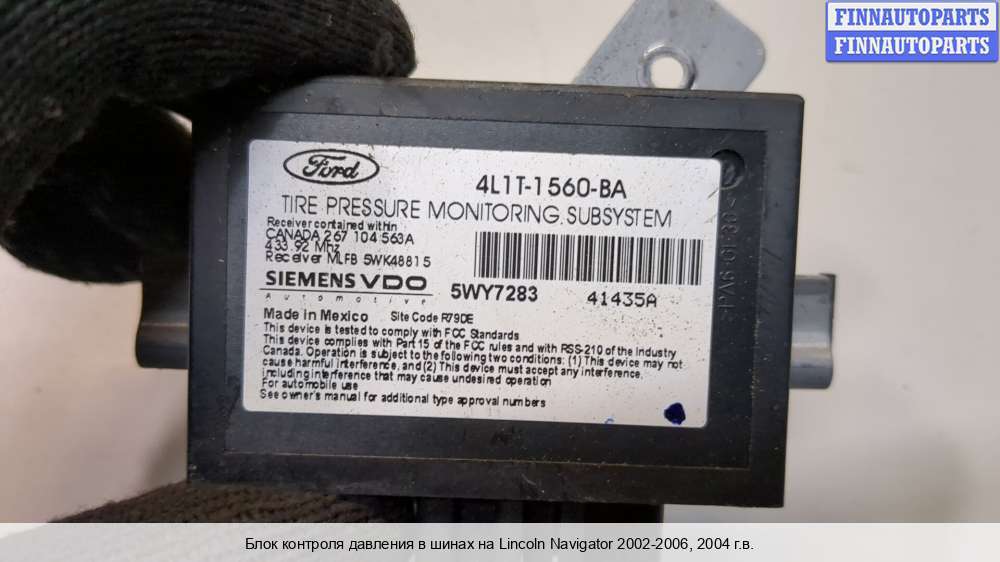 FINNAUTOPARTS
FINNAUTOPARTS
Ford
4L1T-1560-BA
TIRE PRESSURE MONITORING SUBSYSTEM
Receiver contained within
CANADA 267 104 563A
433.92 Mhz
Receiver MLFB 5WK48815
SIEMENS VDO
Automotive
5WY7283
41435A
Made in Mexico Site Code R79DE
This device is tested to comply with FCC Standards
This device complies with Part 15 of the FCC rules and with RSS-210 of the Industry
Canada. Operation is subject to the following two conditions: (1) This device may not
cause harmful interference, and (2) This device must accept any interference,
including interference that may cause undesired operation
For automobile use
See owner's manual for additional type approval numbers
Блок контроля давления в шинах на Lincoln Navigator 2002-2006, 2004 г.в.